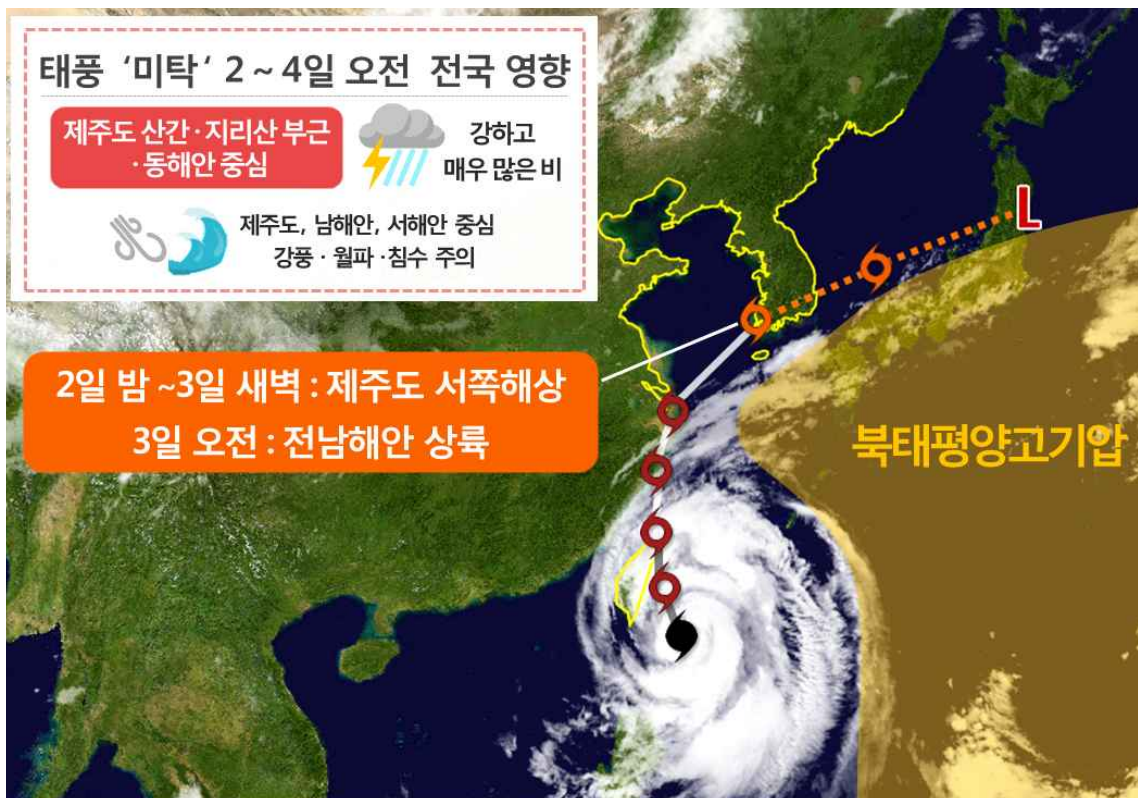 태풍 ‘미탁‘ 2 ~ 4일 오전 전국 영향
제주도 산간·지리산 부근
·동해안 중심
강하고
매우 많은 비
제주도, 남해안, 서해안 중심
강풍 · 월파 ·침수 주의
L
2일 밤 ~3일 새벽 : 제주도 서쪽해상
3일 오전 : 전남해안 상륙
북태평양고기압